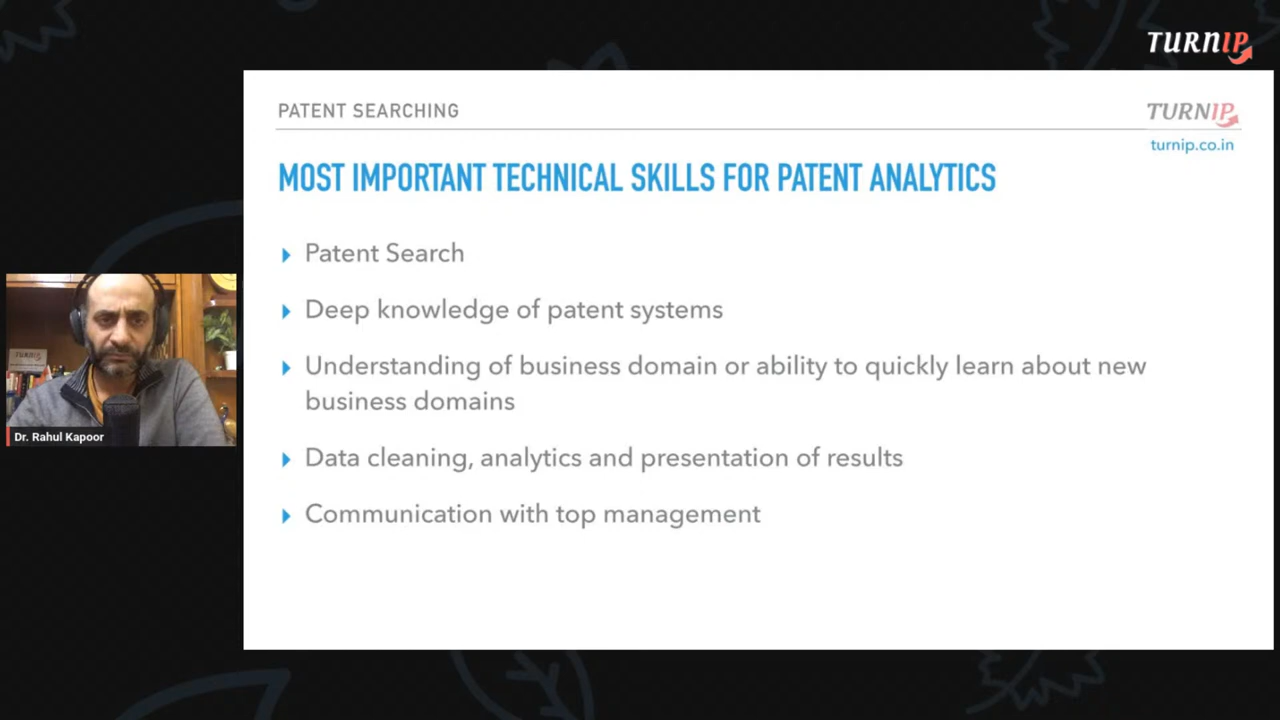 TURNIP
PATENT SEARCHING
TURNIP
turnip.co.in
MOST IMPORTANT TECHNICAL SKILLS FOR PATENT ANALYTICS
Patent Search
Deep knowledge of patent systems
Understanding of business domain or ability to quickly learn about new
business domains
Data cleaning, analytics and presentation of results
Communication with top management
TURNIP
Dr. Rahul Kapoor